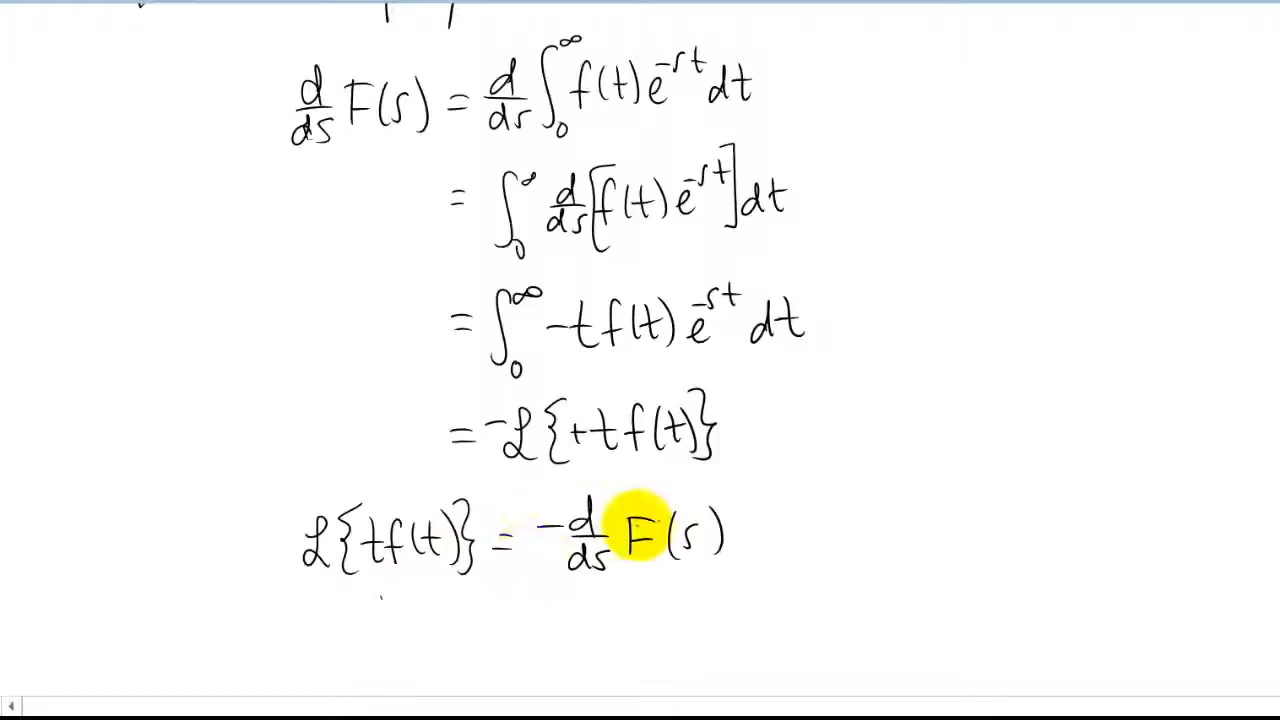 d/ds F(s) = d/ds ∫₀^∞ f(t) e^{-st} dt
= ∫₀^∞ d/ds [f(t) e^{-st}] dt
= ∫₀^∞ -t f(t) e^{-st} dt
= -ℒ{+t f(t)}
ℒ{t f(t)} = -d/ds F(s)